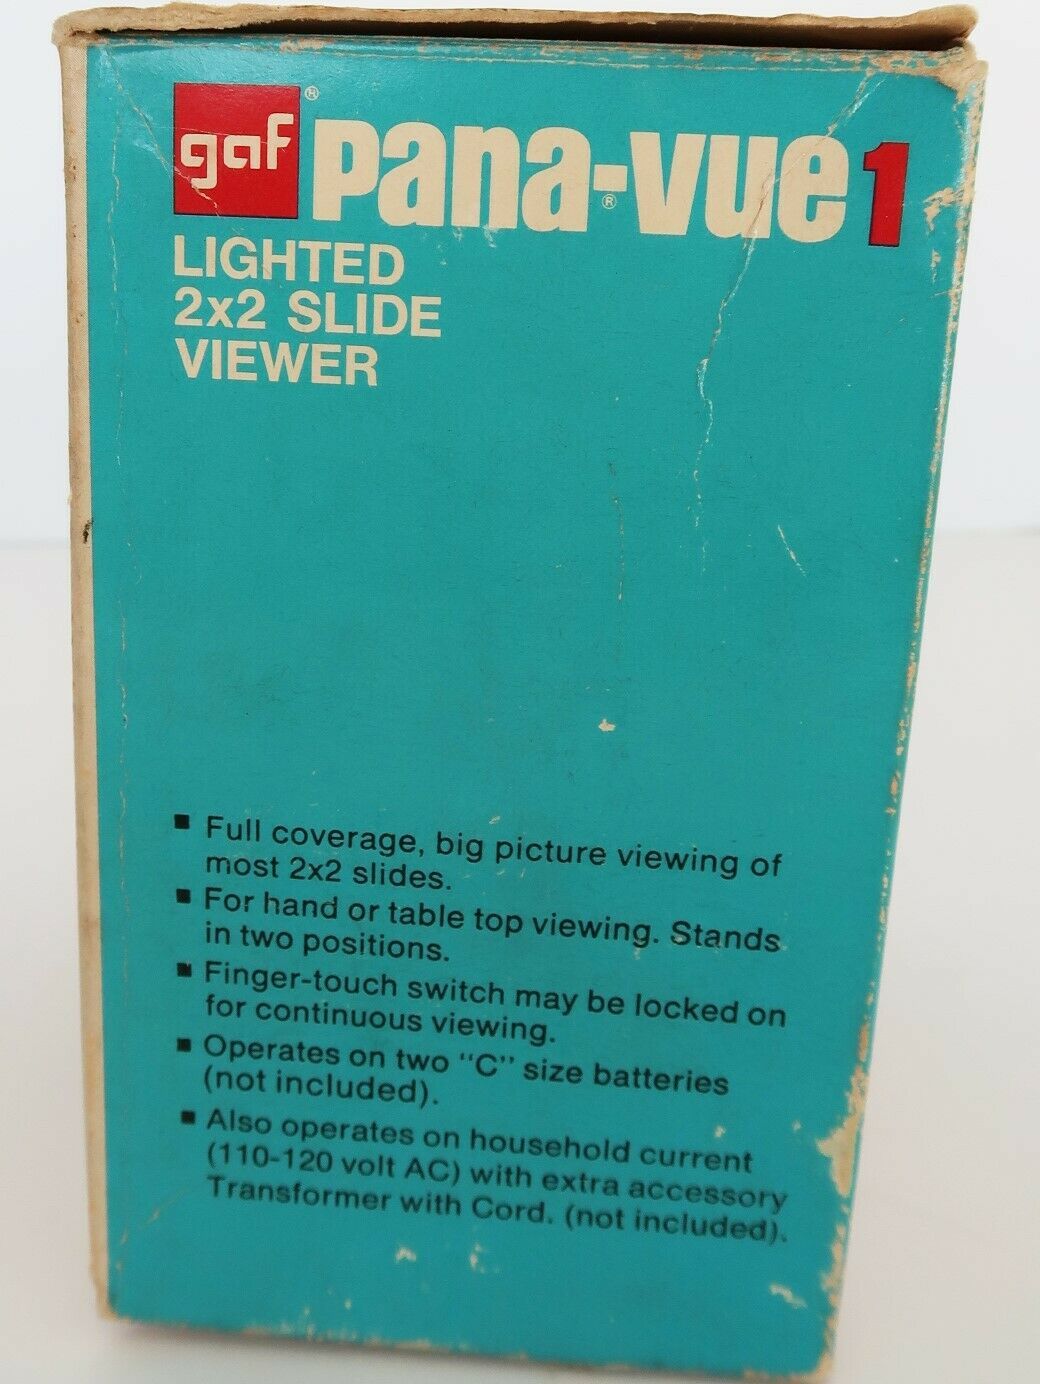 gaf® pana-vue®1
LIGHTED
2x2 SLIDE
VIEWER
▪ Full coverage, big picture viewing of
most 2x2 slides.
▪ For hand or table top viewing. Stands
in two positions.
▪ Finger-touch switch may be locked on
for continuous viewing.
▪ Operates on two "C" size batteries
(not included).
▪ Also operates on household current
(110-120 volt AC) with extra accessory
Transformer with Cord. (not included).